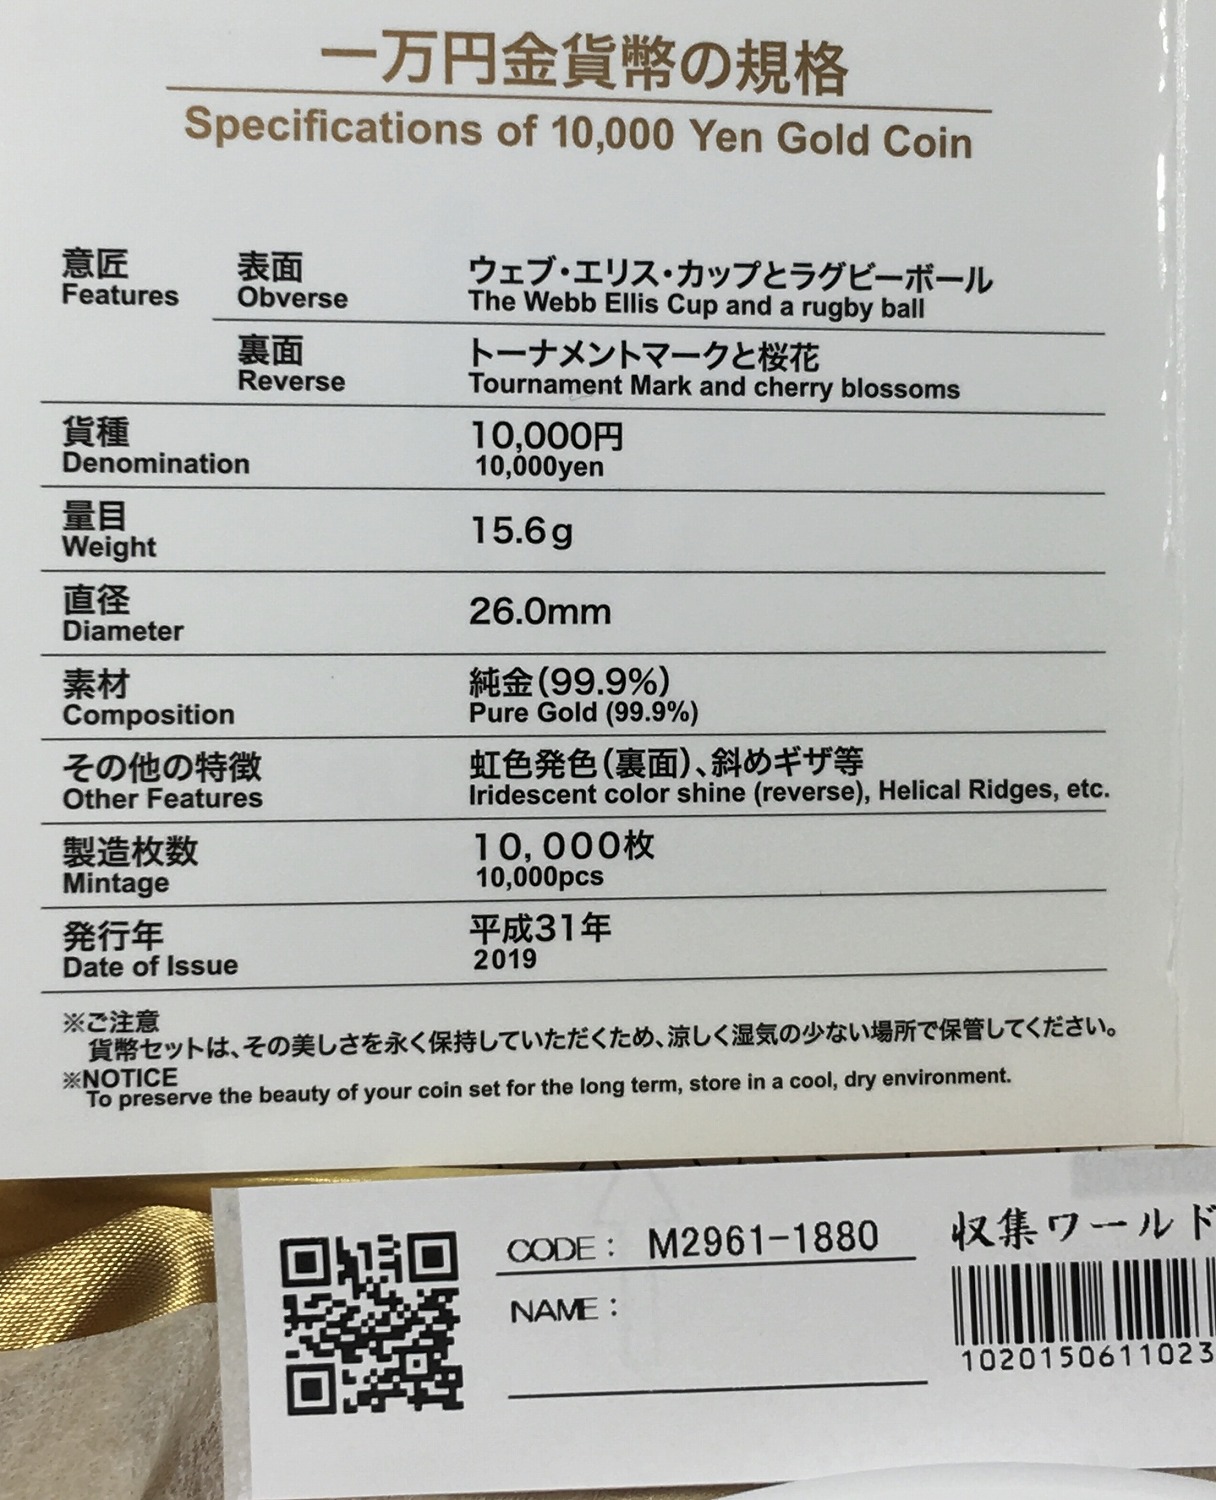 一万円金貨幣の規格
Specifications of 10,000 Yen Gold Coin
意匠 表面 ウェブ・エリス・カップとラグビーボール
Features Obverse The Webb Ellis Cup and a rugby ball
裏面 トーナメントマークと桜花
Reverse Tournament Mark and cherry blossoms
貨種 10,000円
Denomination 10,000yen
量目 15.6g
Weight
直径 26.0mm
Diameter
素材 純金(99.9%)
Composition Pure Gold (99.9%)
その他の特徴 虹色発色(裏面)、斜めギザ等
Other Features Iridescent color shine (reverse), Helical Ridges, etc.
製造枚数 10,000枚
Mintage 10,000pcs
発行年 平成31年
Date of Issue 2019
※ご注意
貨幣セットは、その美しさを永く保持していただくため、涼しく湿気の少ない場所で保管してください。
※NOTICE
To preserve the beauty of your coin set for the long term, store in a cool, dry environment.
CODE: M2961-1880 収集ワールド
NAME:
1020150611023